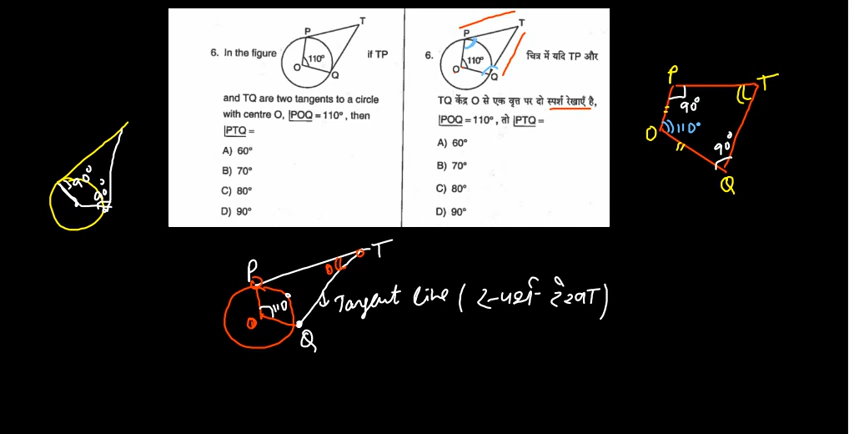 P
T
6. In the figure
110°
if TP
O
Q
and TQ are two tangents to a circle
with centre O, |POQ = 110°, then
|PTQ =
A) 60°
B) 70°
C) 80°
D) 90°
P
T
6.
110°
चित्र में यदि TP और
O
Q
TQ केंद्र O से एक वृत्त पर दो स्पर्श रेखाएँ है,
|POQ = 110°, तो |PTQ =
A) 60°
B) 70°
C) 80°
D) 90°
P
T
90°
O
110°
90°
Q
90°
90°
P
T
110°
O
Q
Tangent line (स्पर्श रेखा)